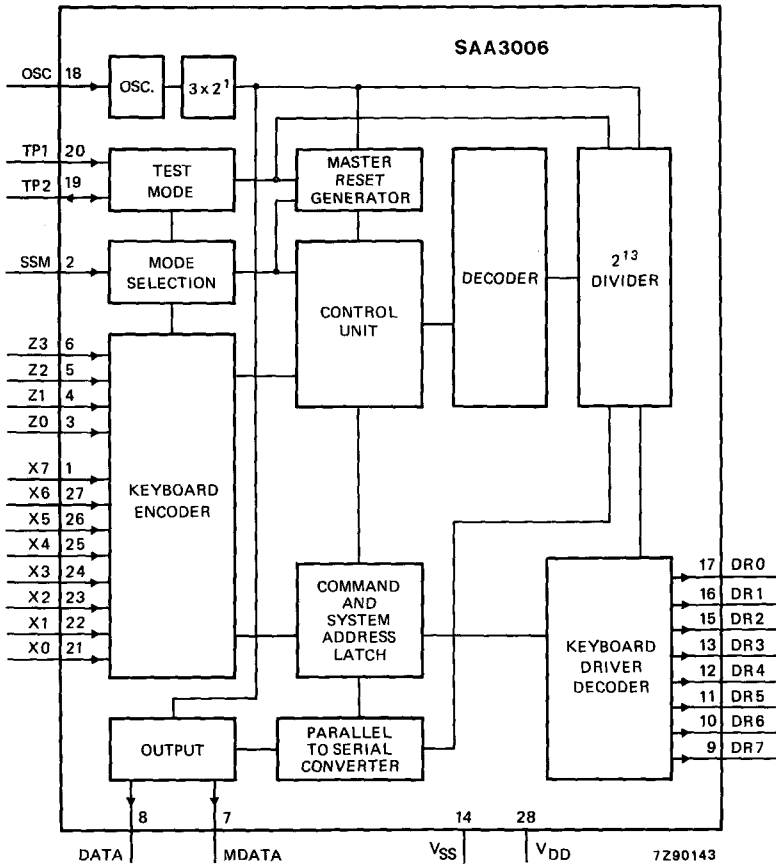 SAA3006
OSC 18
OSC.
3 x 2¹
TP1 20
TP2 19
TEST
MODE
MASTER
RESET
GENERATOR
SSM 2
MODE
SELECTION
CONTROL
UNIT
DECODER
2¹³
DIVIDER
Z3 6
Z2 5
Z1 4
Z0 3
X7 1
X6 27
X5 26
X4 25
X3 24
X2 23
X1 22
X0 21
KEYBOARD
ENCODER
COMMAND
AND
SYSTEM
ADDRESS
LATCH
KEYBOARD
DRIVER
DECODER
17 DR0
16 DR1
15 DR2
13 DR3
12 DR4
11 DR5
10 DR6
9 DR7
OUTPUT
PARALLEL
TO SERIAL
CONVERTER
8
7
14
28
DATA
MDATA
VSS
VDD
7Z90143